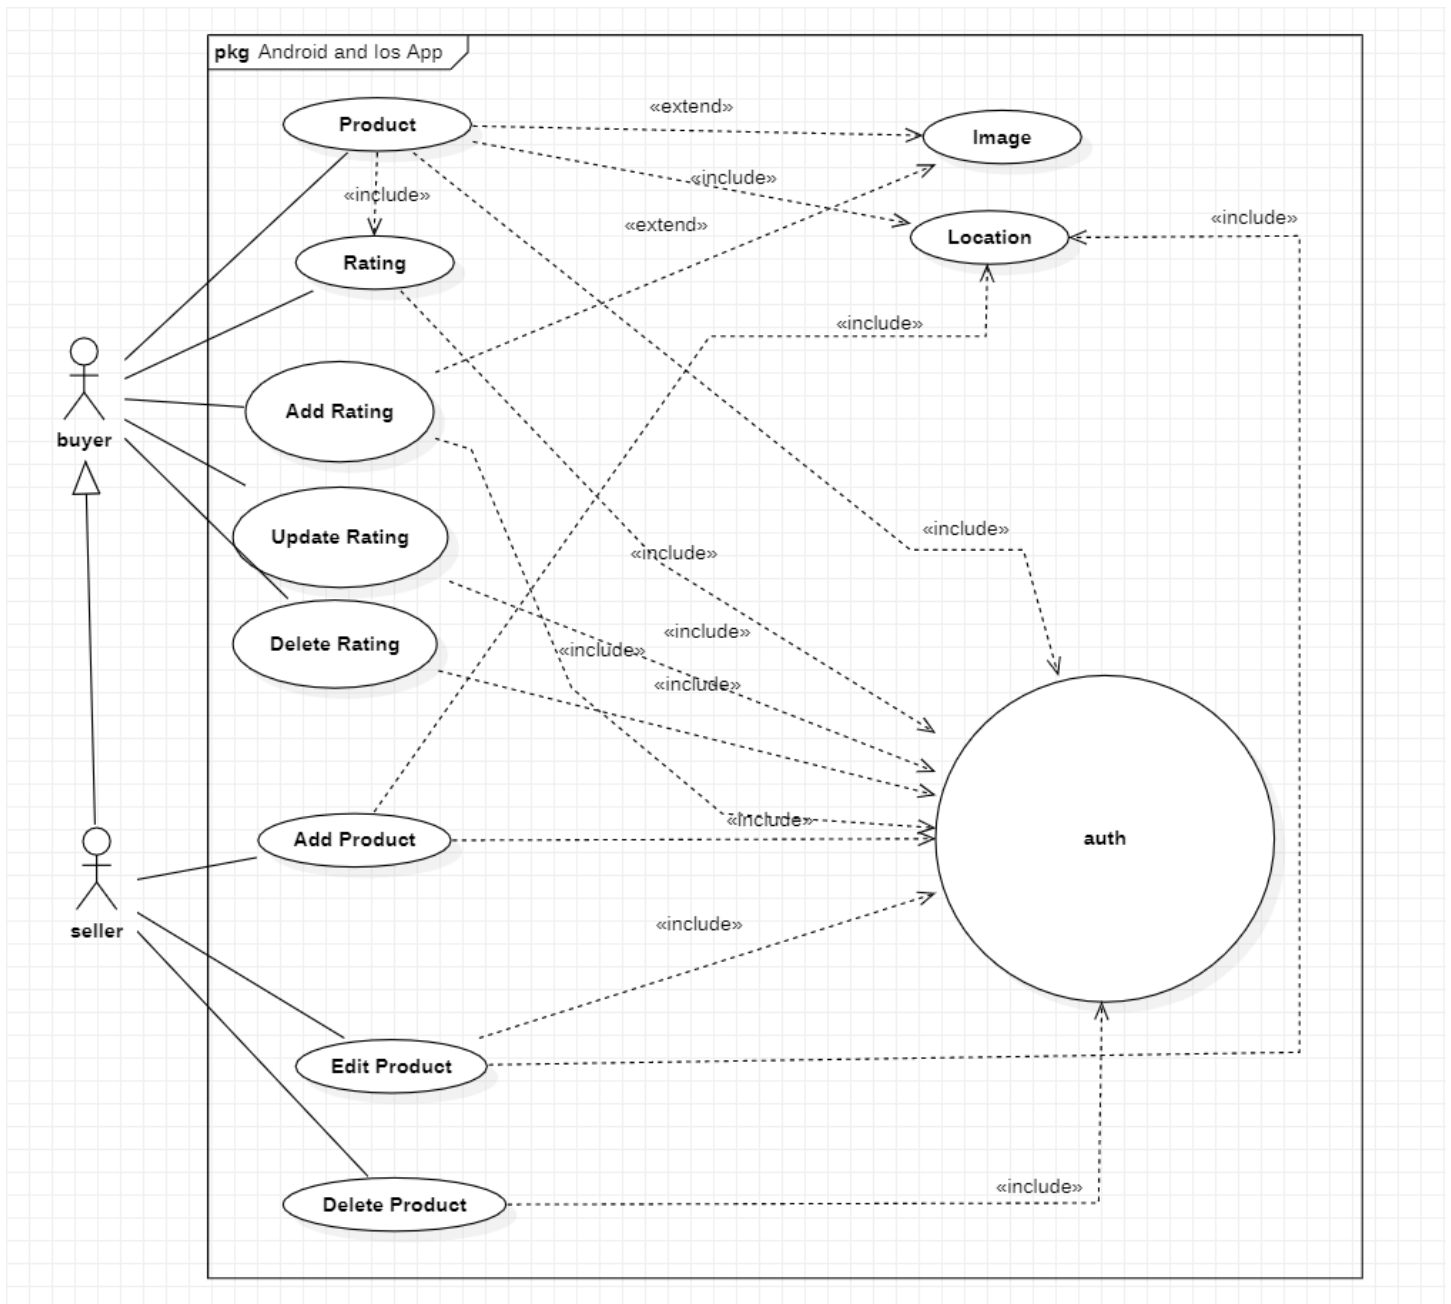 pkg Android and Ios App
«extend»
Product
Image
«include»
«include»
«extend»
«include»
Location
Rating
«include»
Add Rating
buyer
«include»
Update Rating
«include»
«include»
Delete Rating
«include»
«include»
«include»
Add Product
auth
«include»
seller
Edit Product
«include»
Delete Product